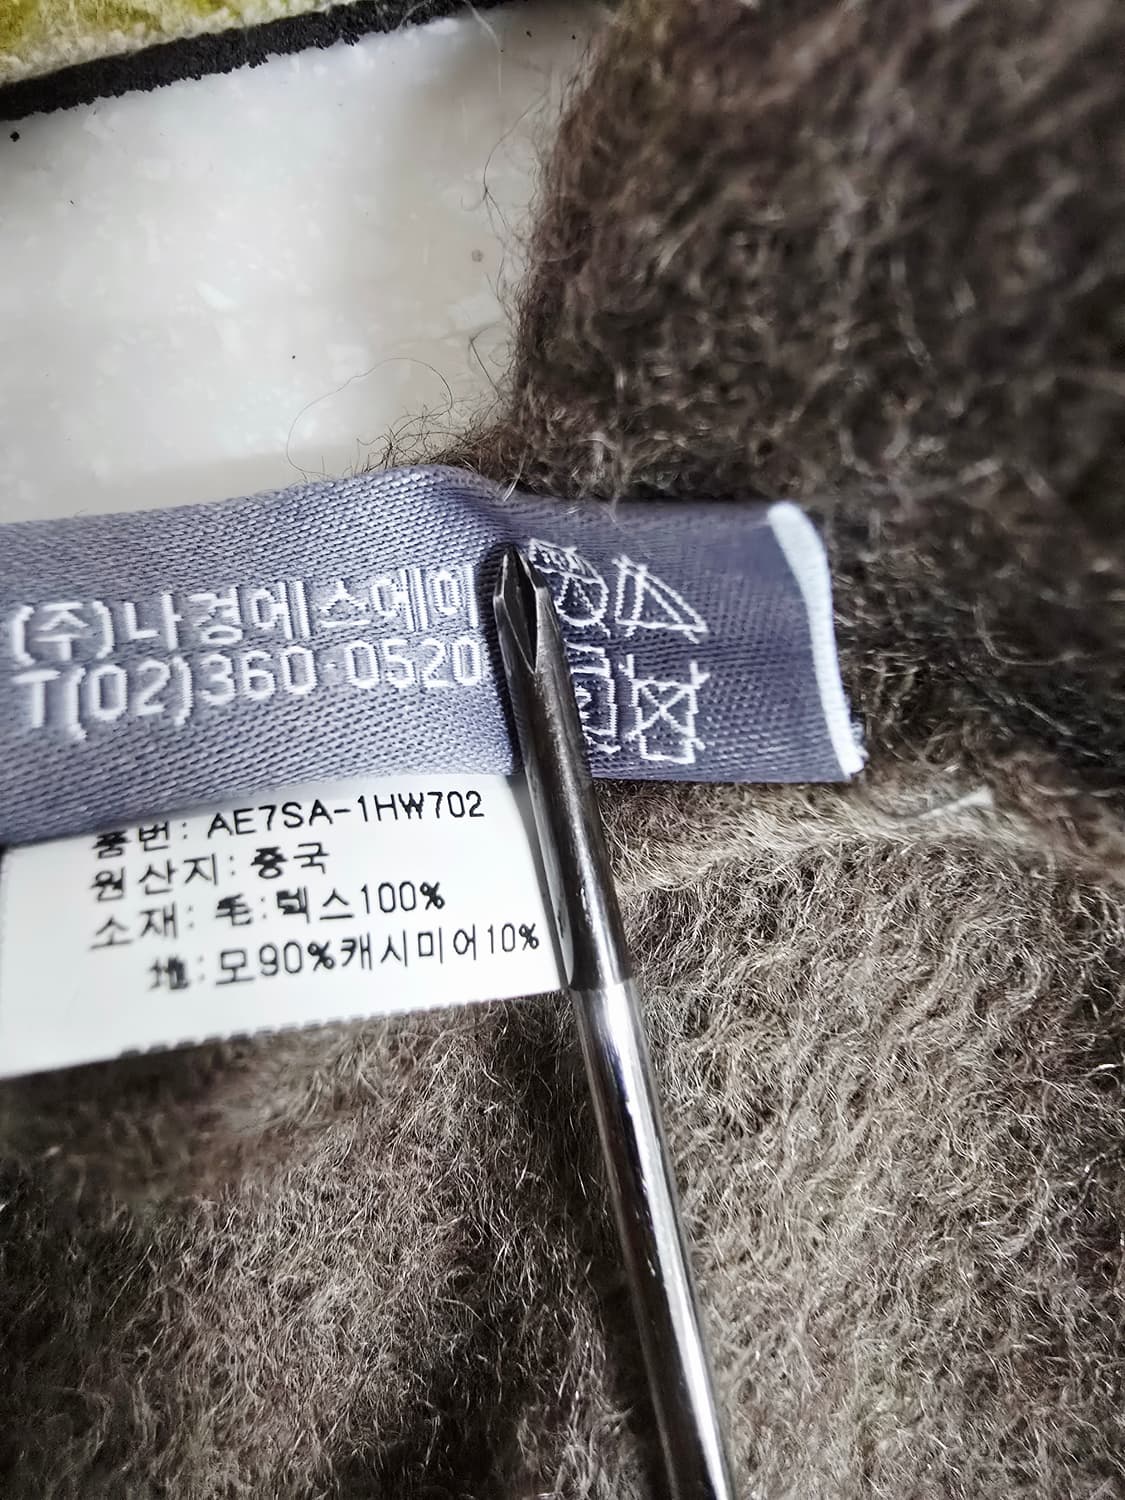 (주)나경에스에이
T(02)360-0520
품번: AE7SA-1HW702
원산지: 중국
소재: 毛:렉스100%
地:모90%캐시미어10%